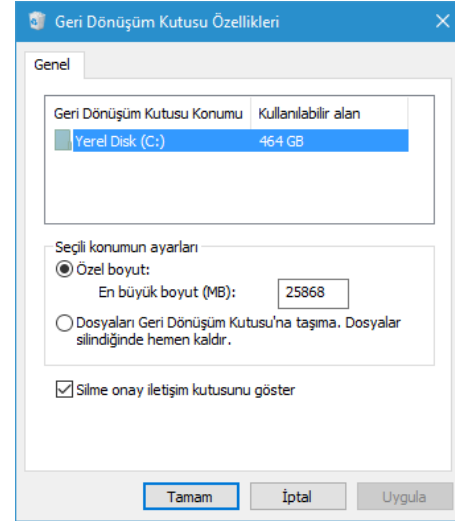 Geri Dönüşüm Kutusu Özellikleri
Genel
Geri Dönüşüm Kutusu Konumu Kullanılabilir alan
Yerel Disk (C:) 464 GB
Seçili konumun ayarları
Özel boyut:
En büyük boyut (MB): 25868
Dosyaları Geri Dönüşüm Kutusu'na taşıma. Dosyalar
silindiğinde hemen kaldır.
Silme onay iletişim kutusunu göster
Tamam İptal Uygula